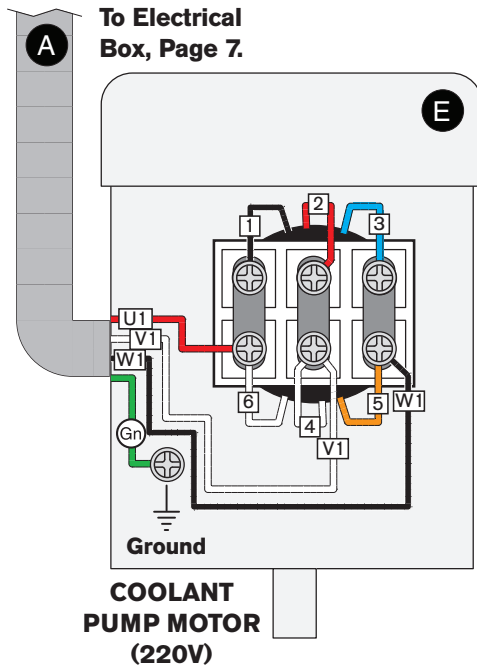 A
To Electrical
Box, Page 7.
E
1
2
3
U1
V1
W1
6
4
5
W1
V1
Gn
Ground
COOLANT
PUMP MOTOR
(220V)